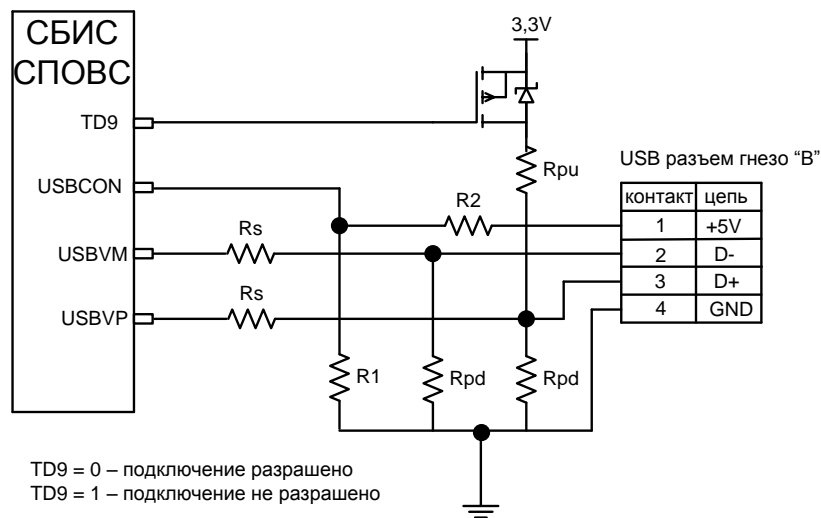 СБИС
СПОВС
3,3V
TD9
Rpu
USB разъем гнезо “В”
USBCON
R2
контакт цепь
1 +5V
USBVM
Rs
2 D-
3 D+
USBVP
Rs
4 GND
R1
Rpd
Rpd
TD9 = 0 – подключение разрашено
TD9 = 1 – подключение не разрашено